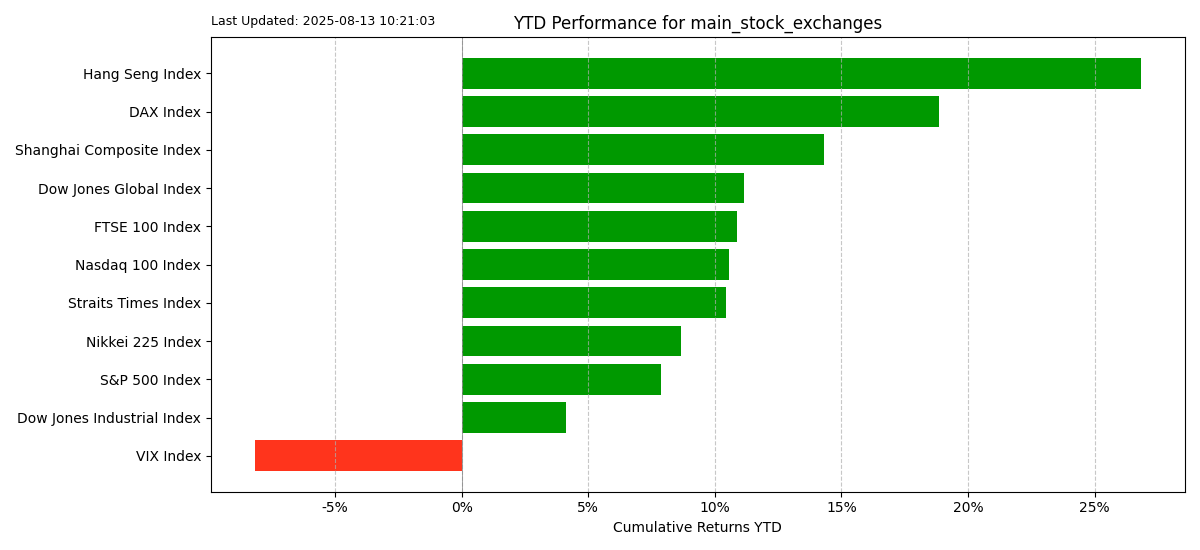 Last Updated: 2025-08-13 10:21:03
YTD Performance for main_stock_exchanges
Hang Seng Index
DAX Index
Shanghai Composite Index
Dow Jones Global Index
FTSE 100 Index
Nasdaq 100 Index
Straits Times Index
Nikkei 225 Index
S&P 500 Index
Dow Jones Industrial Index
VIX Index
-5% 0% 5% 10% 15% 20% 25%
Cumulative Returns YTD